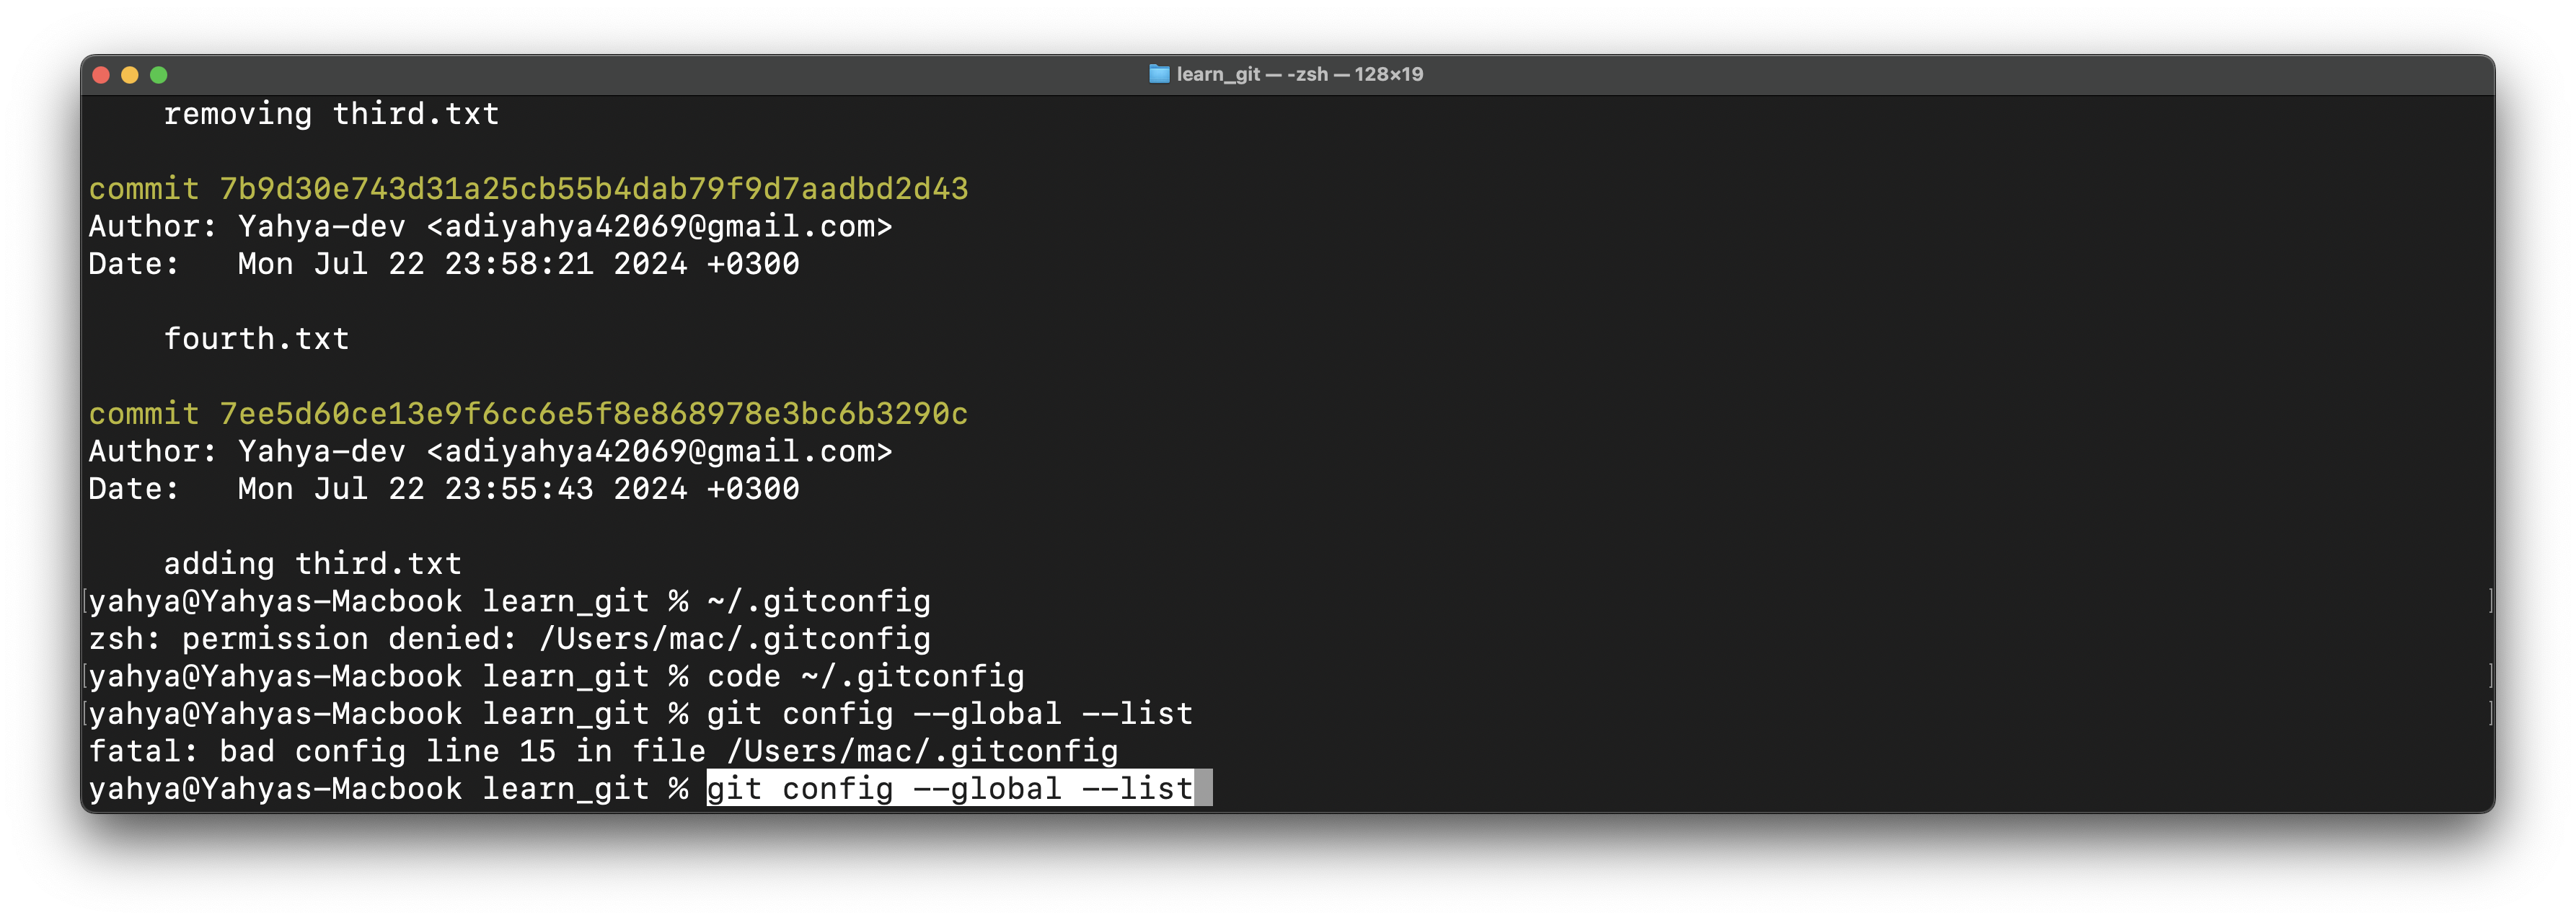 learn_git — -zsh — 128×19
removing third.txt
commit 7b9d30e743d31a25cb55b4dab79f9d7aadbd2d43
Author: Yahya-dev <adiyahya42069@gmail.com>
Date:   Mon Jul 22 23:58:21 2024 +0300
fourth.txt
commit 7ee5d60ce13e9f6cc6e5f8e868978e3bc6b3290c
Author: Yahya-dev <adiyahya42069@gmail.com>
Date:   Mon Jul 22 23:55:43 2024 +0300
adding third.txt
[yahya@Yahyas-Macbook learn_git % ~/.gitconfig ]
zsh: permission denied: /Users/mac/.gitconfig
[yahya@Yahyas-Macbook learn_git % code ~/.gitconfig ]
[yahya@Yahyas-Macbook learn_git % git config --global --list ]
fatal: bad config line 15 in file /Users/mac/.gitconfig
yahya@Yahyas-Macbook learn_git % git config --global --list